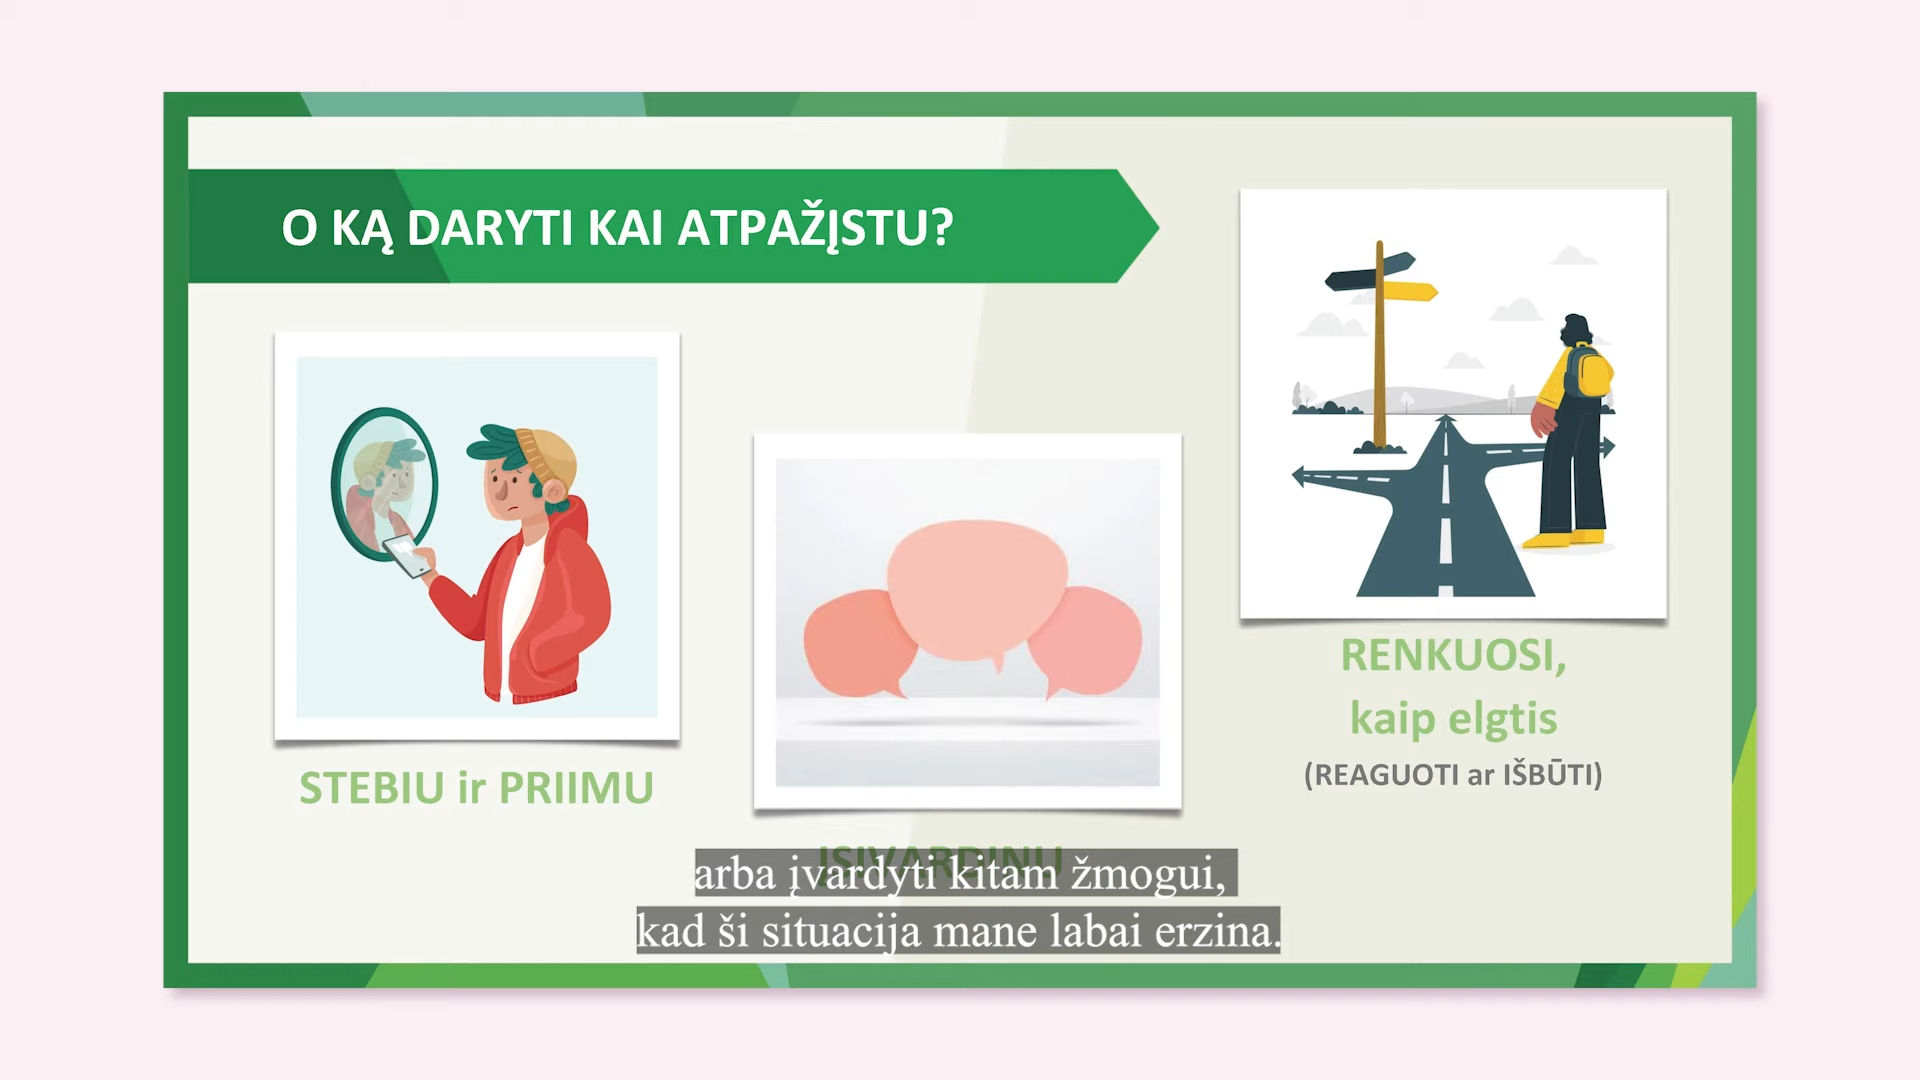 O KĄ DARYTI KAI ATPAŽĮSTU?
STEBIU ir PRIIMU
ĮSIVARDINU
RENKUOSI,
kaip elgtis
(REAGUOTI ar IŠBŪTI)
arba įvardyti kitam žmogui,
kad ši situacija mane labai erzina.